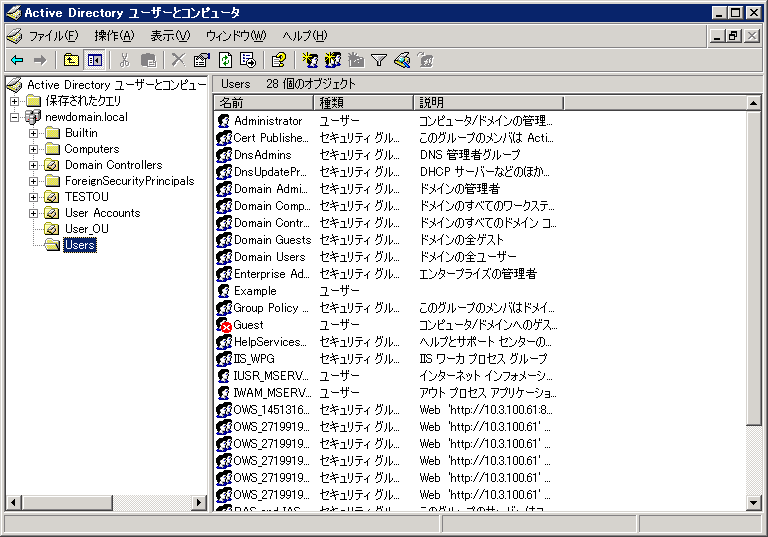 Active Directory ユーザーとコンピュータ
ファイル(F) 操作(A) 表示(V) ウィンドウ(W) ヘルプ(H)
Active Directory ユーザーとコンピュー
保存されたクエリ
newdomain.local
Builtin
Computers
Domain Controllers
ForeignSecurityPrincipals
TESTOU
User Accounts
User_OU
Users
Users 28 個のオブジェクト
名前 種類 説明
Administrator ユーザー コンピュータ/ドメインの管理...
Cert Publishe... セキュリティ グル... このグループのメンバは Acti...
DnsAdmins セキュリティ グル... DNS 管理者グループ
DnsUpdatePr... セキュリティ グル... DHCP サーバーなどのほか...
Domain Admi... セキュリティ グル... ドメインの管理者
Domain Comp... セキュリティ グル... ドメインのすべてのワークステ...
Domain Contr... セキュリティ グル... ドメインのすべてのドメイン コ...
Domain Guests セキュリティ グル... ドメインの全ゲスト
Domain Users セキュリティ グル... ドメインの全ユーザー
Enterprise Ad... セキュリティ グル... エンタープライズの管理者
Example ユーザー
Group Policy ... セキュリティ グル... このグループのメンバはドメイ...
Guest ユーザー コンピュータ/ドメインへのゲス...
HelpServices... セキュリティ グル... ヘルプとサポート センターの...
IIS_WPG セキュリティ グル... IIS ワーカ プロセス グループ
IUSR_MSERV... ユーザー インターネット インフォメーシ...
IWAM_MSERV... ユーザー アウト プロセス アプリケーショ...
OWS_1451316... セキュリティ グル... Web 'http://10.3.100.61:8...
OWS_2719919... セキュリティ グル... Web 'http://10.3.100.61' ...
OWS_2719919... セキュリティ グル... Web 'http://10.3.100.61' ...
OWS_2719919... セキュリティ グル... Web 'http://10.3.100.61' ...
OWS_2719919... セキュリティ グル... Web 'http://10.3.100.61' ...
OWS_2719919... セキュリティ グル... Web 'http://10.3.100.61' ...
RAS and IAS ... セキュリティ グル... このグループのサーバーはユ...